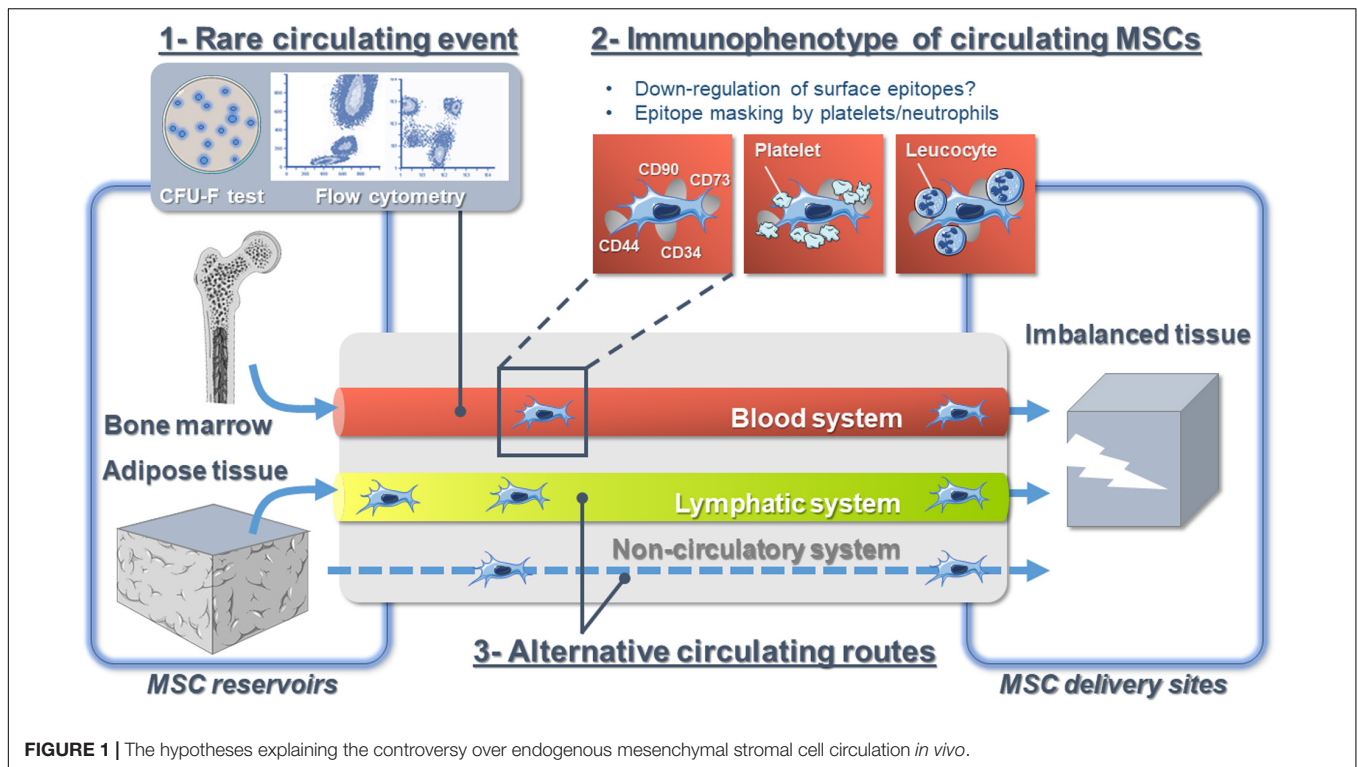 1- Rare circulating event
2- Immunophenotype of circulating MSCs
• Down-regulation of surface epitopes?
• Epitope masking by platelets/neutrophils
CFU-F test
Flow cytometry
CD90
CD73
CD44
CD34
Platelet
Leucocyte
Bone marrow
Adipose tissue
Blood system
Lymphatic system
Non-circulatory system
Imbalanced tissue
3- Alternative circulating routes
MSC reservoirs
MSC delivery sites
FIGURE 1 | The hypotheses explaining the controversy over endogenous mesenchymal stromal cell circulation in vivo.